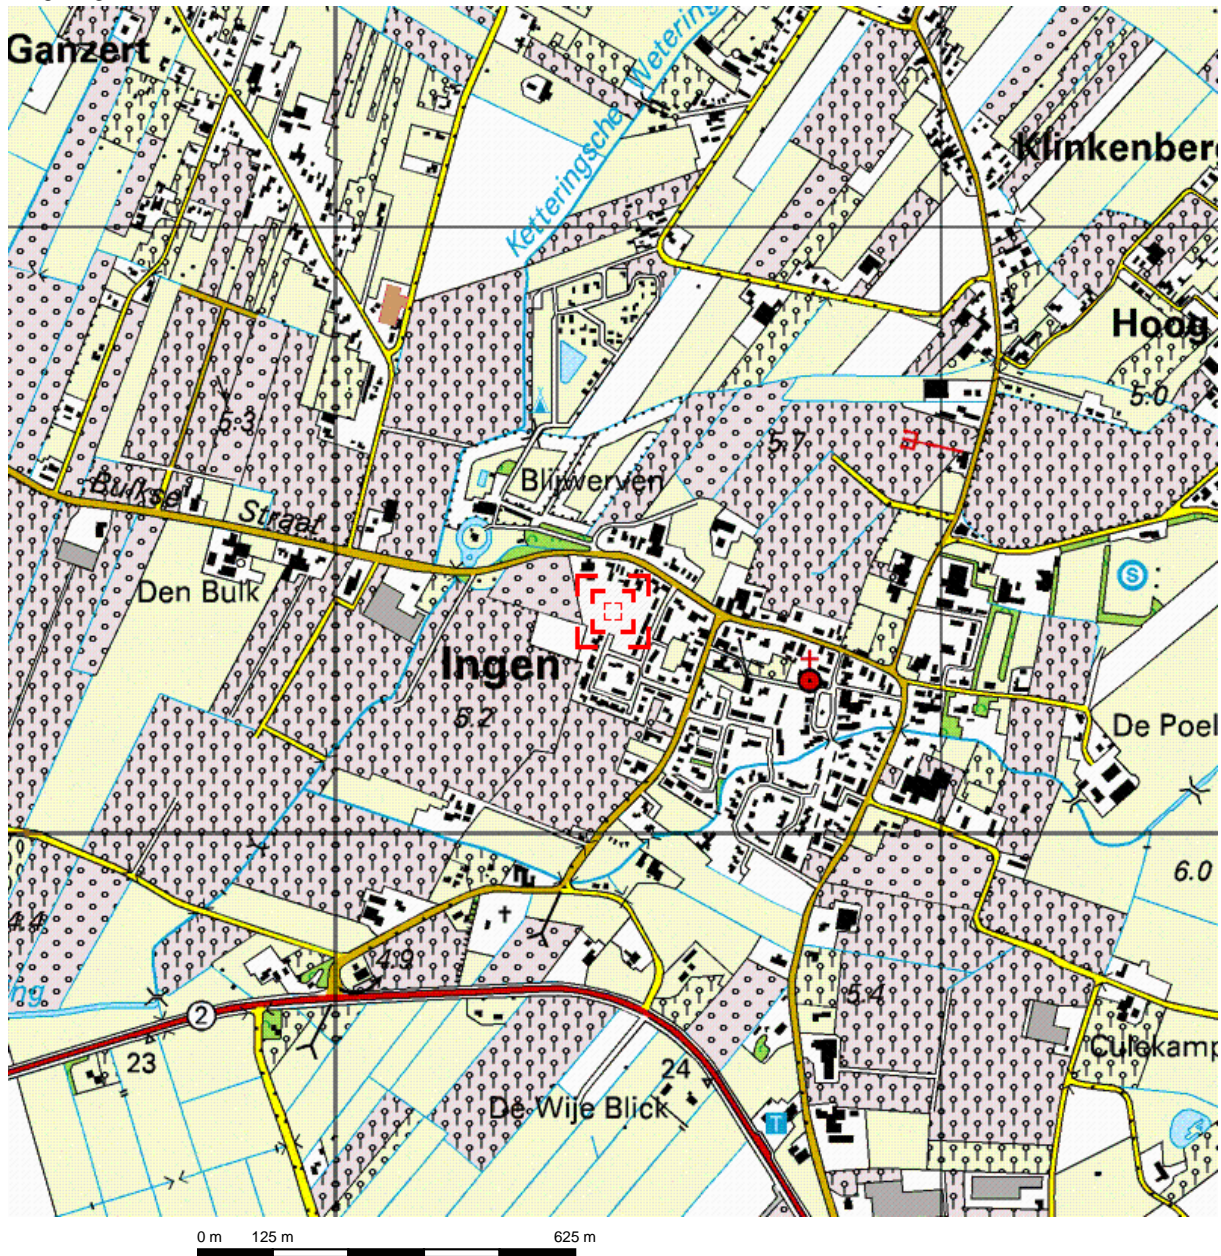 Ganzert
Ketteringsche Wetering
Klinkenberg
Hoog
5.0
5.3
5.7
Blijwerven
Bulkse Straat
S
Den Bulk
Ingen
5.2
De Poel
6.0
4.4
4.9
5.4
ng
2
23
24
Culekamp
De Wije Blick
T
0 m 125 m 625 m